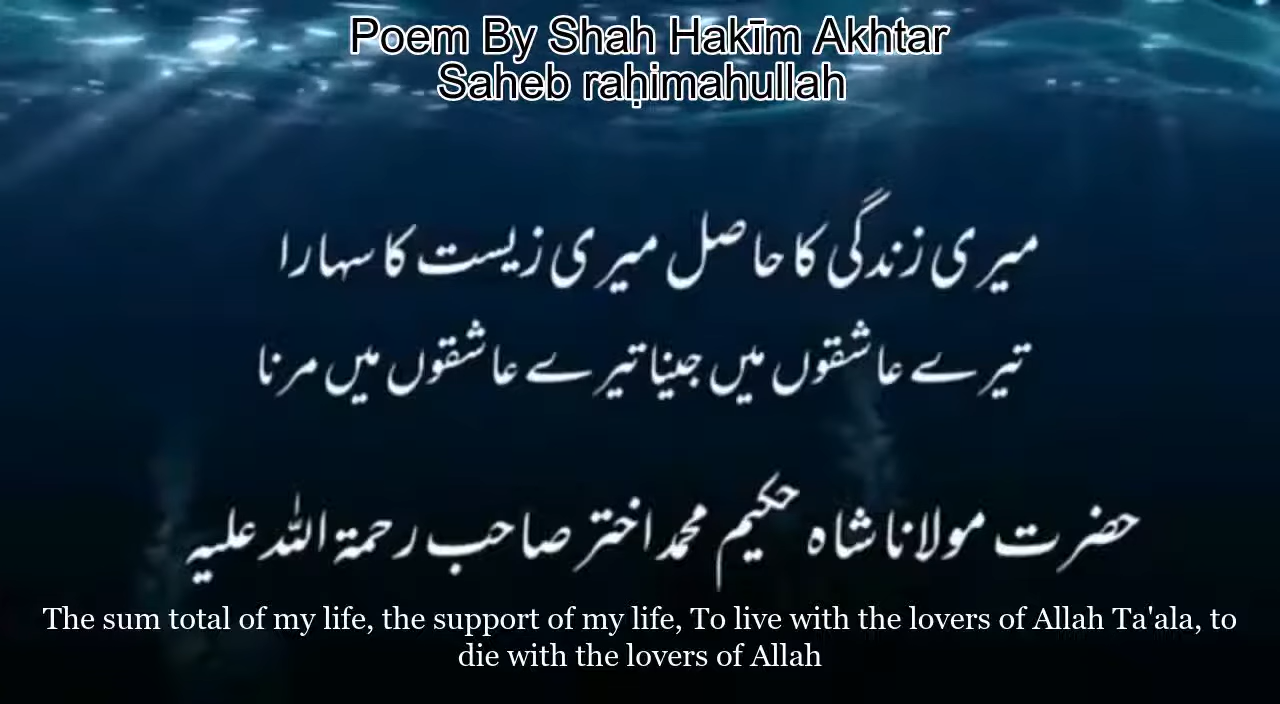 Poem By Shah Hakīm Akhtar
Saheb raḥimahullah
میری زندگی کا حاصل میری زیست کا سہارا
تیرے عاشقوں میں جینا تیرے عاشقوں میں مرنا
حضرت مولانا شاہ حکیم محمد اختر صاحب رحمۃ اللہ علیہ
The sum total of my life, the support of my life, To live with the lovers of Allah Ta'ala, to
die with the lovers of Allah